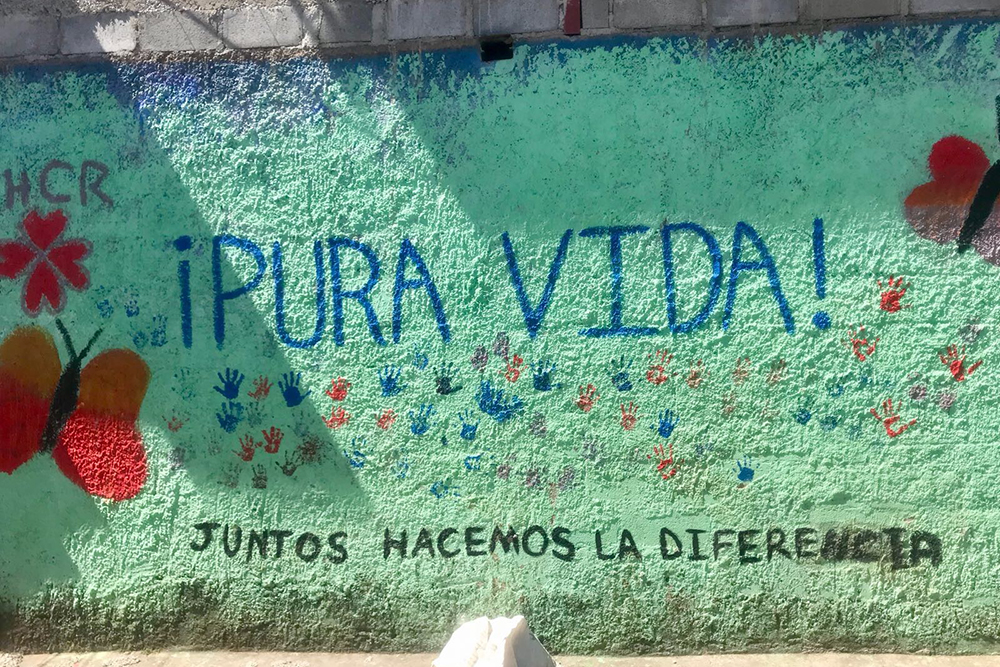 HCR
¡PURA VIDA!
JUNTOS HACEMOS LA DIFERENCIA